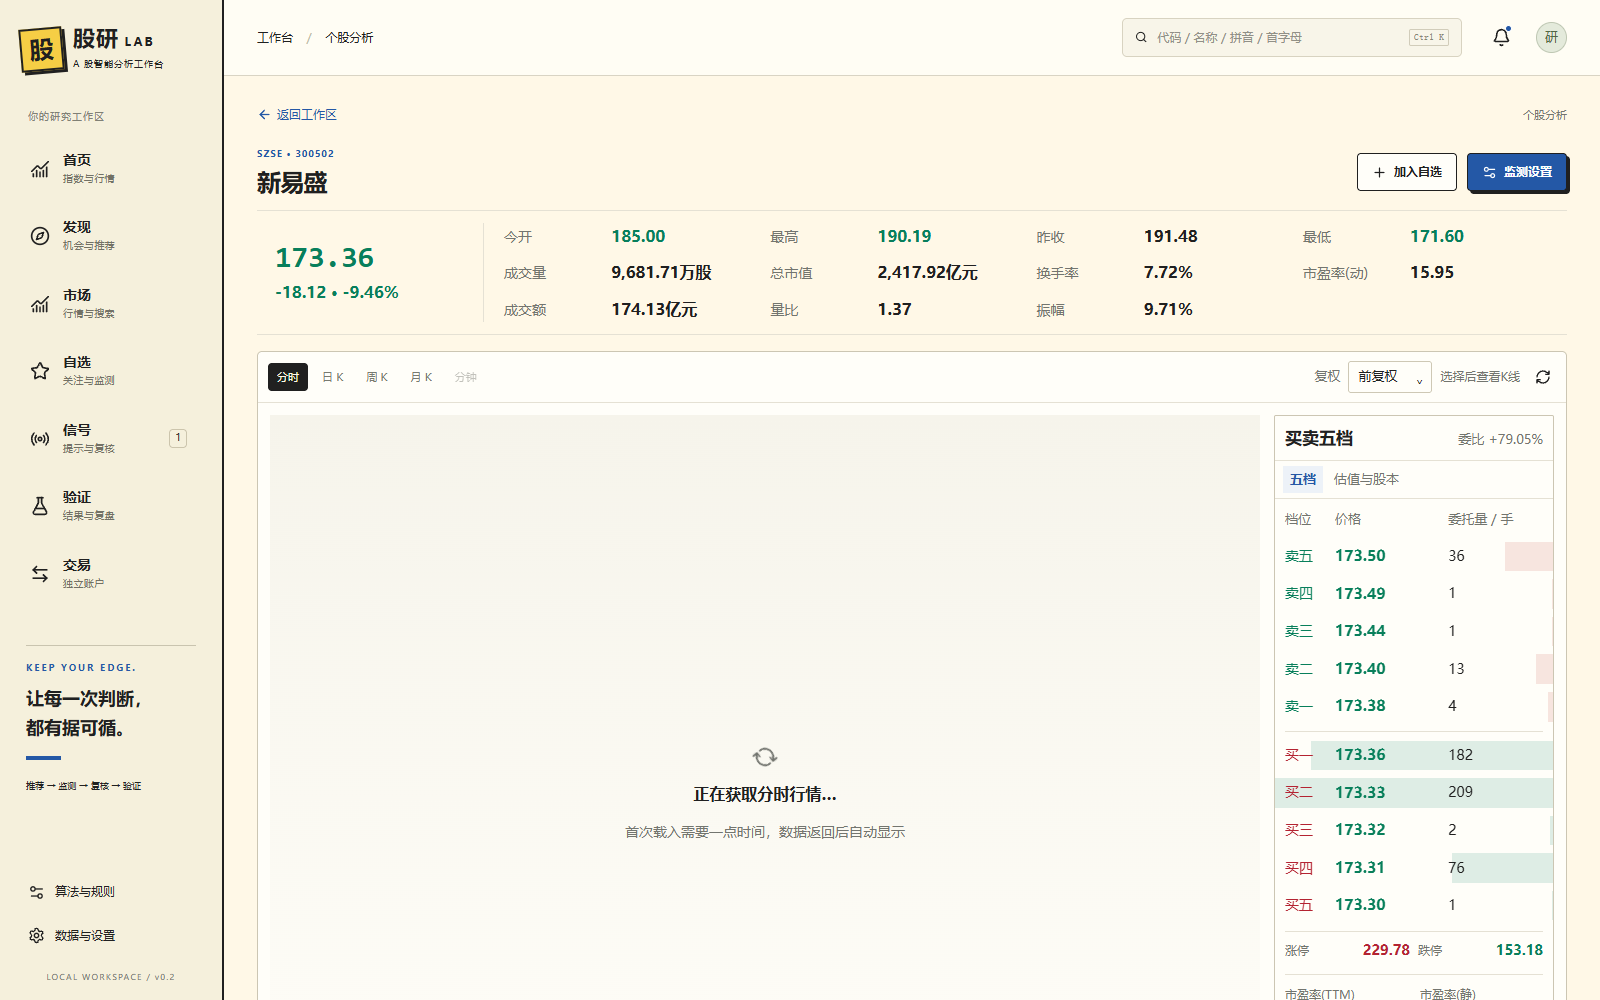 股
股研 LAB
A 股智能分析工作台
你的研究工作区
首页
指数与行情
发现
机会与推荐
市场
行情与搜索
自选
关注与监测
信号
提示与复核
1
验证
结果与复盘
交易
独立账户
KEEP YOUR EDGE.
让每一次判断，
都有据可循。
推荐 → 监测 → 复核 → 验证
算法与规则
数据与设置
LOCAL WORKSPACE / v0.2
工作台 / 个股分析
代码 / 名称 / 拼音 / 首字母
Ctrl K
研
返回工作区
个股分析
SZSE • 300502
新易盛
加入自选
监测设置
173.36
-18.12 • -9.46%
今开 185.00 最高 190.19 昨收 191.48 最低 171.60
成交量 9,681.71万股 总市值 2,417.92亿元 换手率 7.72% 市盈率(动) 15.95
成交额 174.13亿元 量比 1.37 振幅 9.71%
分时 日 K 周 K 月 K 分钟
复权 前复权 选择后查看K线
正在获取分时行情...
首次载入需要一点时间，数据返回后自动显示
买卖五档 委比 +79.05%
五档 估值与股本
档位 价格 委托量 / 手
卖五 173.50 36
卖四 173.49 1
卖三 173.44 1
卖二 173.40 13
卖一 173.38 4
买一 173.36 182
买二 173.33 209
买三 173.32 2
买四 173.31 76
买五 173.30 1
涨停 229.78 跌停 153.18
市盈率(TTM) 市盈率(静)